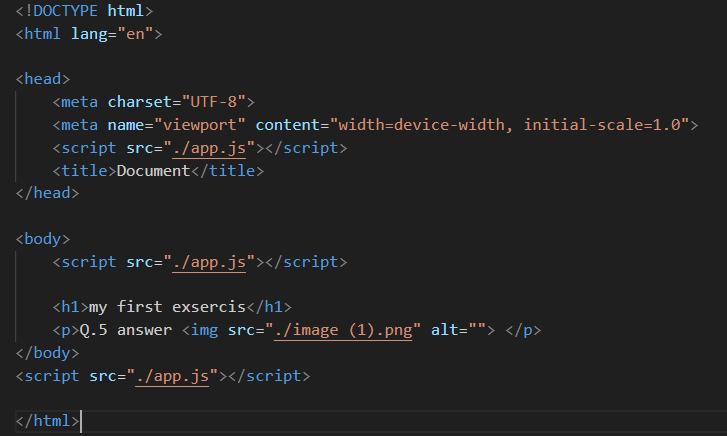 <!DOCTYPE html>
<html lang="en">
<head>
<meta charset="UTF-8">
<meta name="viewport" content="width=device-width, initial-scale=1.0">
<script src="./app.js"></script>
<title>Document</title>
</head>
<body>
<script src="./app.js"></script>
<h1>my first exsercis</h1>
<p>Q.5 answer <img src="./image (1).png" alt=""> </p>
</body>
<script src="./app.js"></script>
</html>